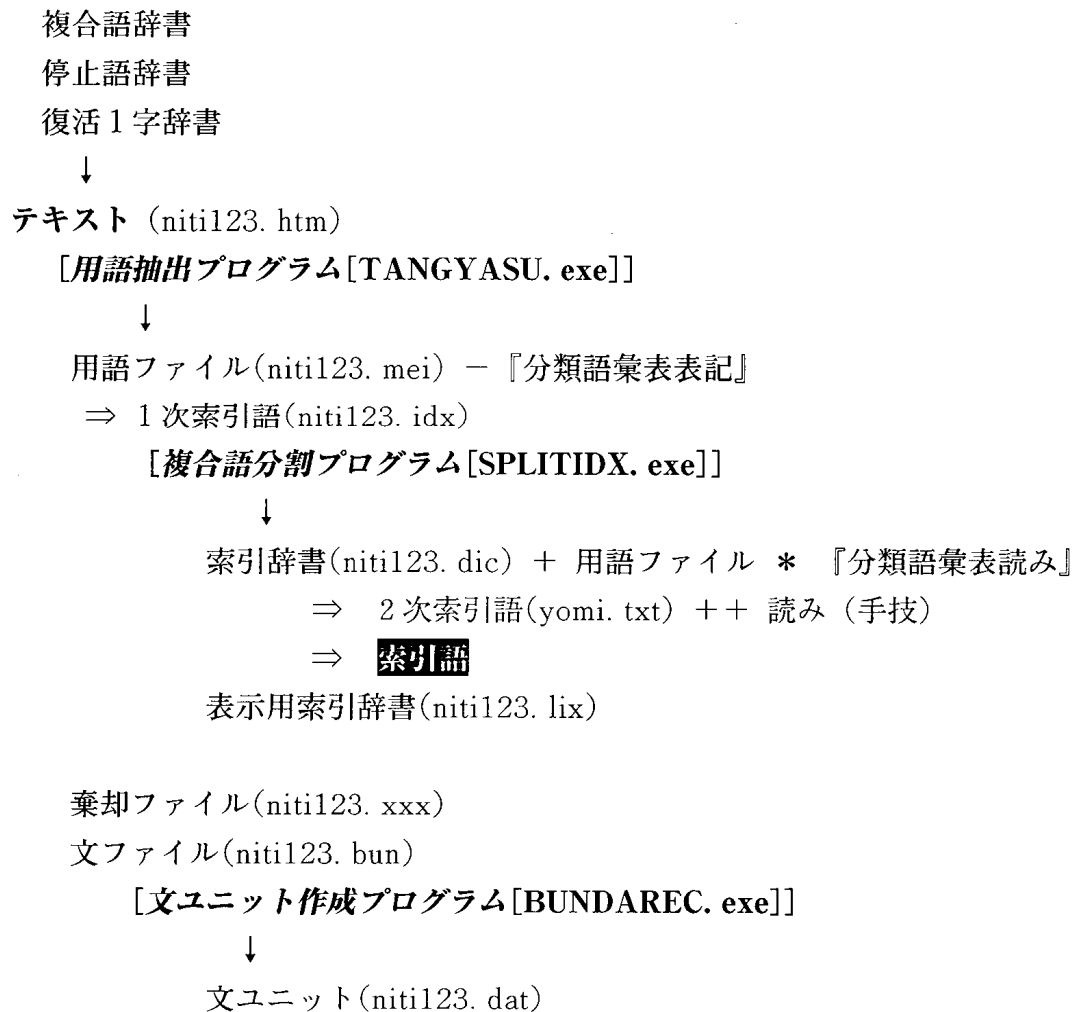 複合語辞書
停止語辞書
復活1字辞書
↓
テキスト (niti123. htm)
[用語抽出プログラム[TANGYASU. exe]]
↓
用語ファイル(niti123. mei) －『分類語彙表表記』
⇒ 1次索引語(niti123. idx)
[複合語分割プログラム[SPLITIDX. exe]]
↓
索引辞書(niti123. dic) ＋ 用語ファイル ＊ 『分類語彙表読み』
⇒ 2次索引語(yomi. txt) ＋＋ 読み (手技)
⇒ 索引語
表示用索引辞書(niti123. lix)
棄却ファイル(niti123. xxx)
文ファイル(niti123. bun)
[文ユニット作成プログラム[BUNDAREC. exe]]
↓
文ユニット(niti123. dat)